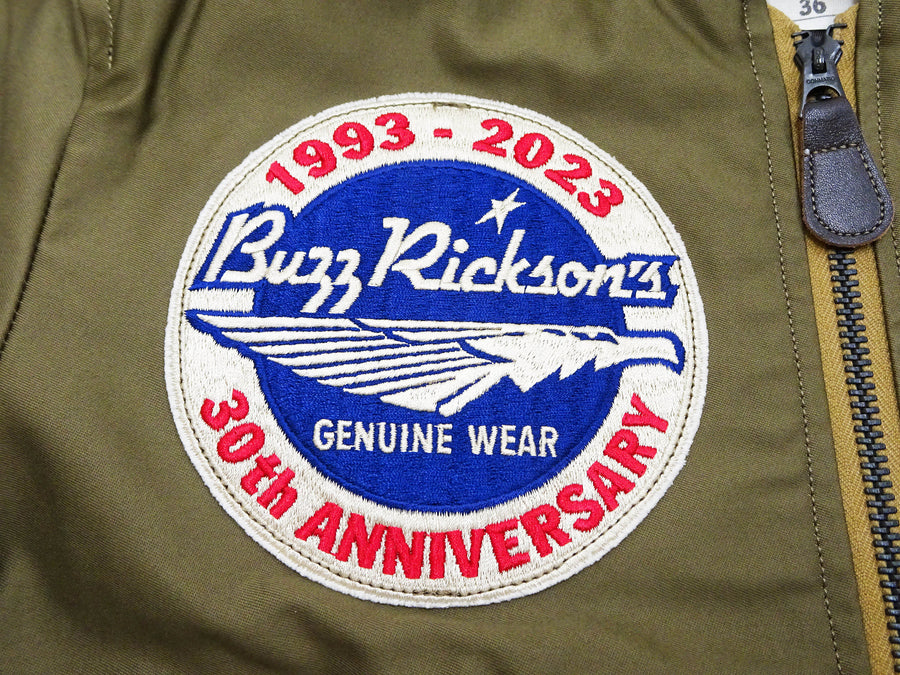 36
1993 - 2023
Buzz Rickson's
GENUINE WEAR
30th ANNIVERSARY